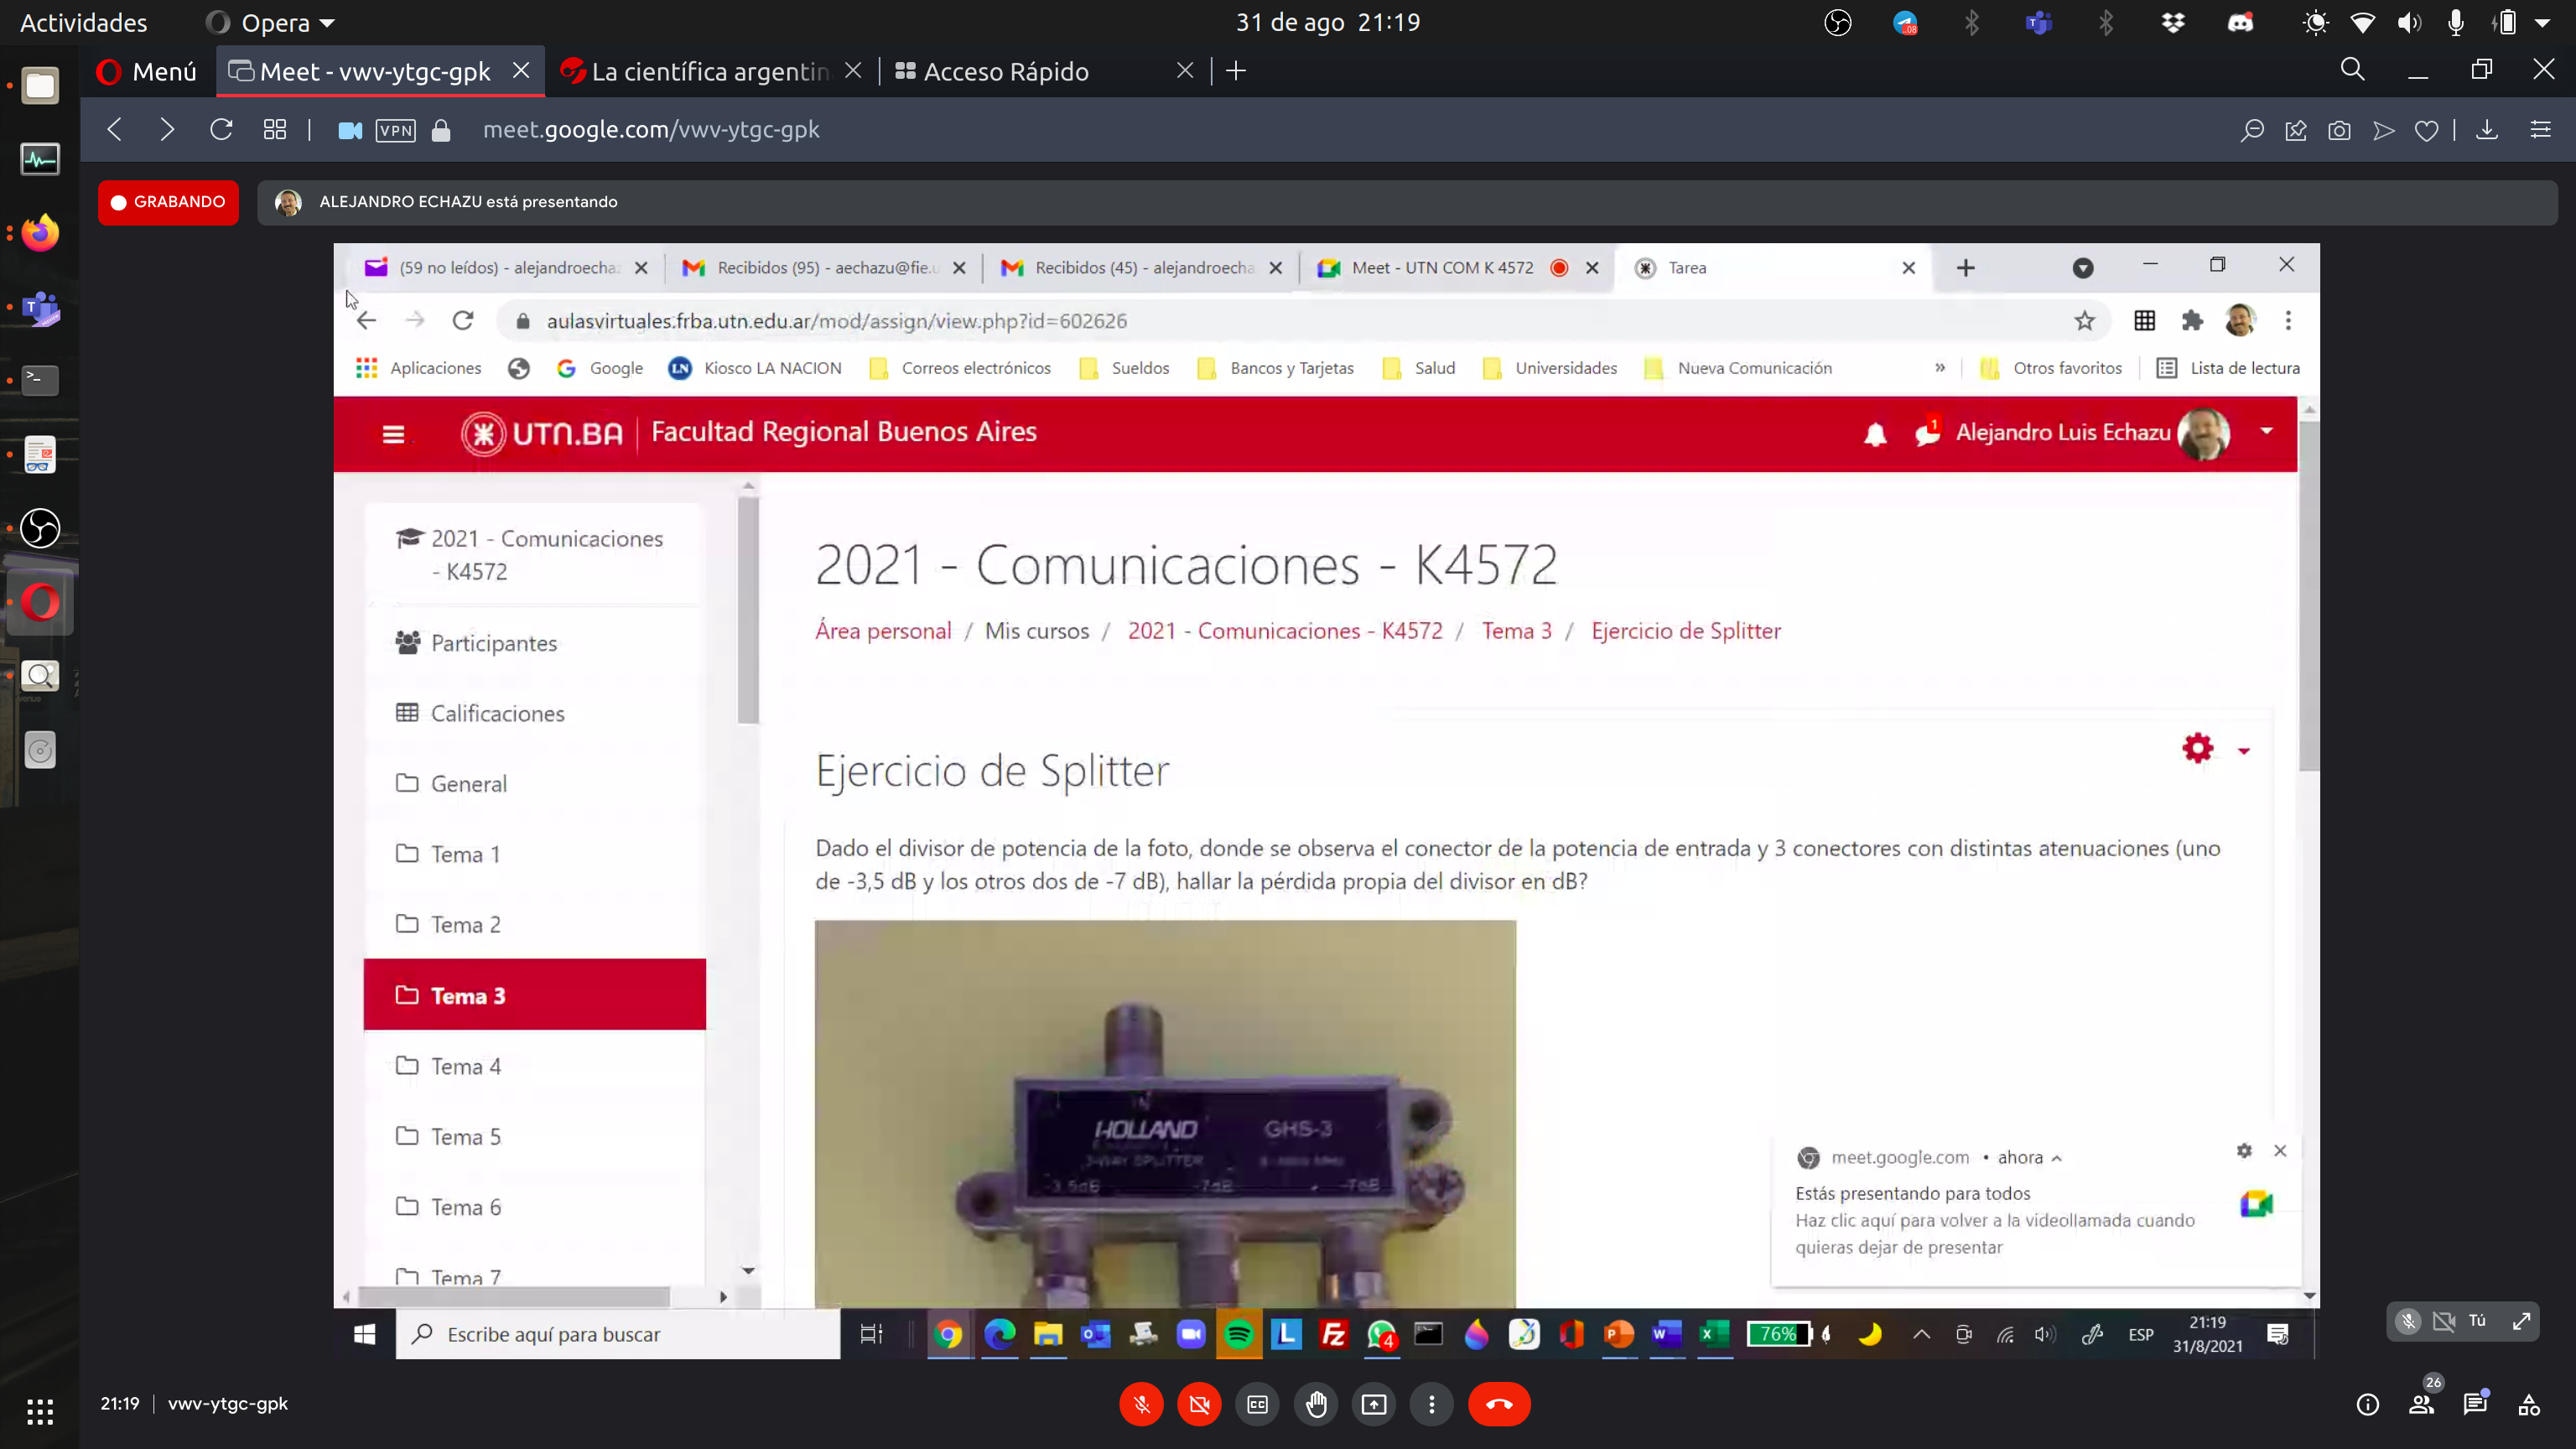 Actividades
Opera
31 de ago 21:19
Menú
Meet - vwv-ytgc-gpk
La científica argentin
Acceso Rápido
VPN
meet.google.com/vwv-ytgc-gpk
GRABANDO
ALEJANDRO ECHAZU está presentando
(59 no leídos) - alejandroecha
Recibidos (95) - aechazu@fie.u
Recibidos (45) - alejandroecha
Meet - UTN COM K 4572
Tarea
aulasvirtuales.frba.utn.edu.ar/mod/assign/view.php?id=602626
Aplicaciones
Google
LN
Kiosco LA NACION
Correos electrónicos
Sueldos
Bancos y Tarjetas
Salud
Universidades
Nueva Comunicación
»
Otros favoritos
Lista de lectura
UTN.BA
Facultad Regional Buenos Aires
1
Alejandro Luis Echazu
2021 - Comunicaciones
- K4572
Participantes
Calificaciones
General
Tema 1
Tema 2
Tema 3
Tema 4
Tema 5
Tema 6
Tema 7
2021 - Comunicaciones - K4572
Área personal / Mis cursos / 2021 - Comunicaciones - K4572 / Tema 3 / Ejercicio de Splitter
Ejercicio de Splitter
Dado el divisor de potencia de la foto, donde se observa el conector de la potencia de entrada y 3 conectores con distintas atenuaciones (uno
de -3,5 dB y los otros dos de -7 dB), hallar la pérdida propia del divisor en dB?
IN
HOLLAND
GHS-3
3-WAY SPLITTER
-3.5dB
-7dB
-7dB
meet.google.com • ahora
Estás presentando para todos
Haz clic aquí para volver a la videollamada cuando
quieras dejar de presentar
Escribe aquí para buscar
4
76%
ESP
21:19
31/8/2021
Tú
21:19
vwv-ytgc-gpk
CC
26